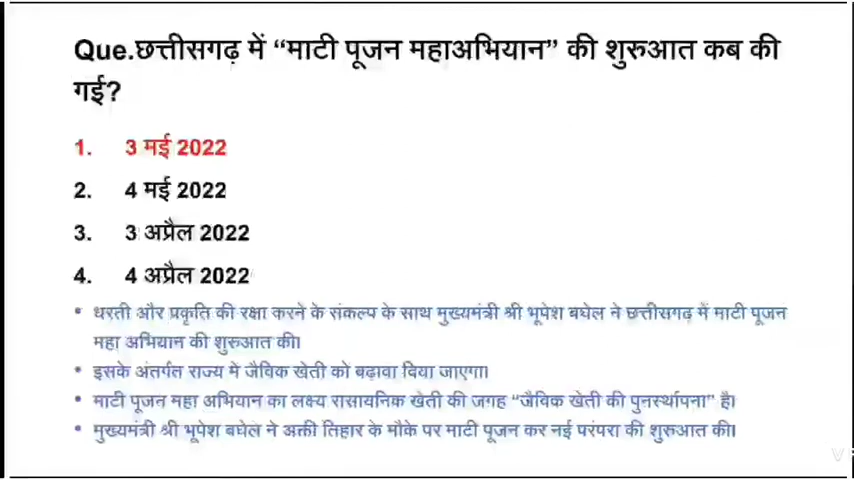 Que.छत्तीसगढ़ में “माटी पूजन महाअभियान” की शुरुआत कब की
गई?
1. 3 मई 2022
2. 4 मई 2022
3. 3 अप्रैल 2022
4. 4 अप्रैल 2022
• धरती और प्रकृति की रक्षा करने के संकल्प के साथ मुख्यमंत्री श्री भूपेश बघेल ने छत्तीसगढ़ में माटी पूजन
महा अभियान की शुरुआत की।
• इसके अंतर्गत राज्य मे जैविक खेती को बढ़ावा दिया जाएगा।
• माटी पूजन महा अभियान का लक्ष्य रासायनिक खेती की जगह “जैविक खेती की पुनर्स्थापना” है।
• मुख्यमंत्री श्री भूपेश बघेल ने अक्ती तिहार के मौके पर माटी पूजन कर नई परंपरा की शुरुआत की।